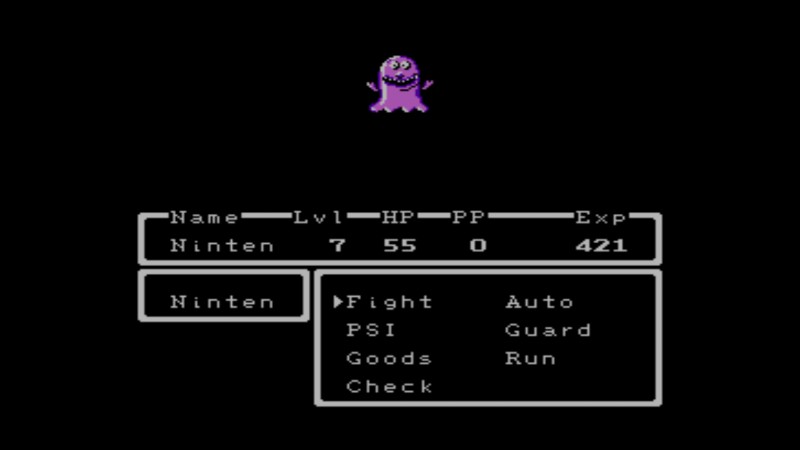 Name Lvl HP PP Exp
Ninten 7 55 0 421
Ninten
Fight Auto
PSI Guard
Goods Run
Check